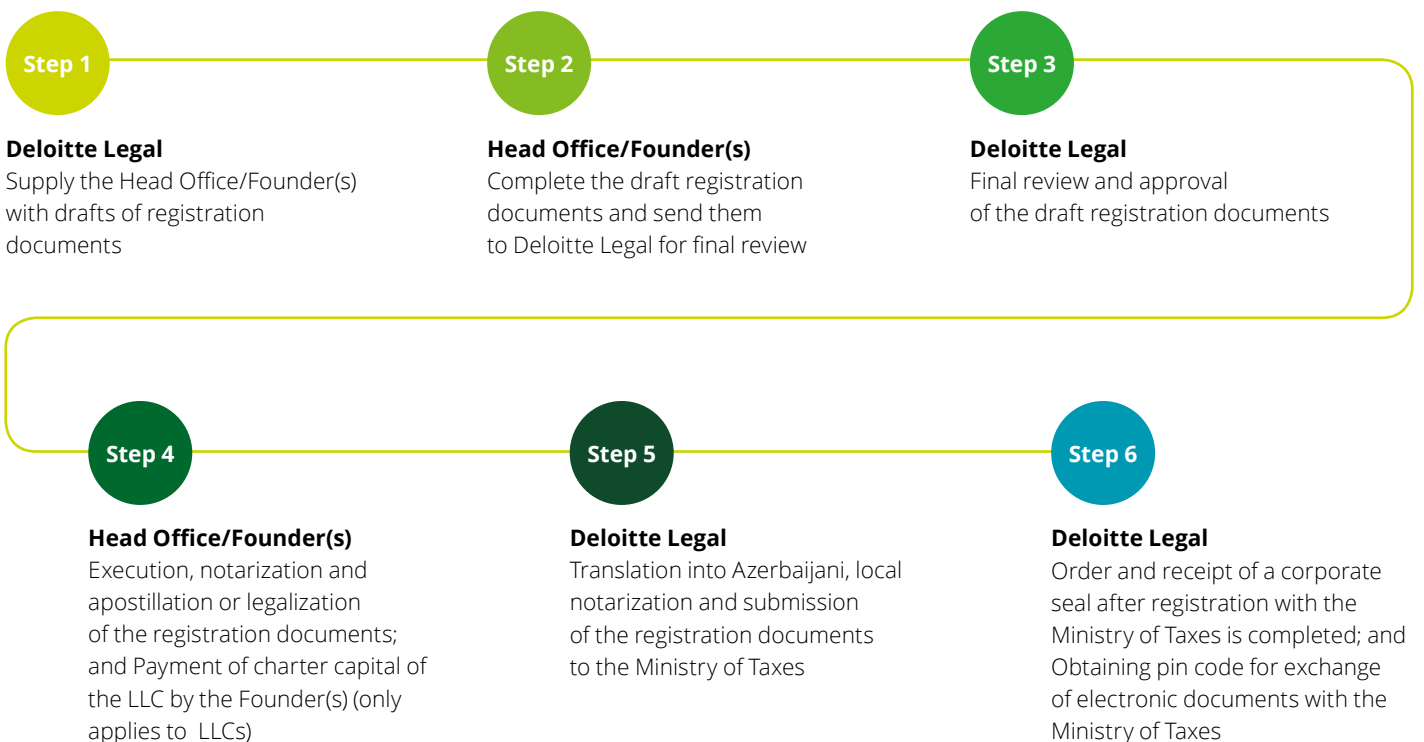 Step 1
Deloitte Legal
Supply the Head Office/Founder(s)
with drafts of registration
documents
Step 2
Head Office/Founder(s)
Complete the draft registration
documents and send them
to Deloitte Legal for final review
Step 3
Deloitte Legal
Final review and approval
of the draft registration documents
Step 4
Head Office/Founder(s)
Execution, notarization and
apostillation or legalization
of the registration documents;
and Payment of charter capital of
the LLC by the Founder(s) (only
applies to  LLCs)
Step 5
Deloitte Legal
Translation into Azerbaijani, local
notarization and submission
of the registration documents
to the Ministry of Taxes
Step 6
Deloitte Legal
Order and receipt of a corporate
seal after registration with the
Ministry of Taxes is completed; and
Obtaining pin code for exchange
of electronic documents with the
Ministry of Taxes